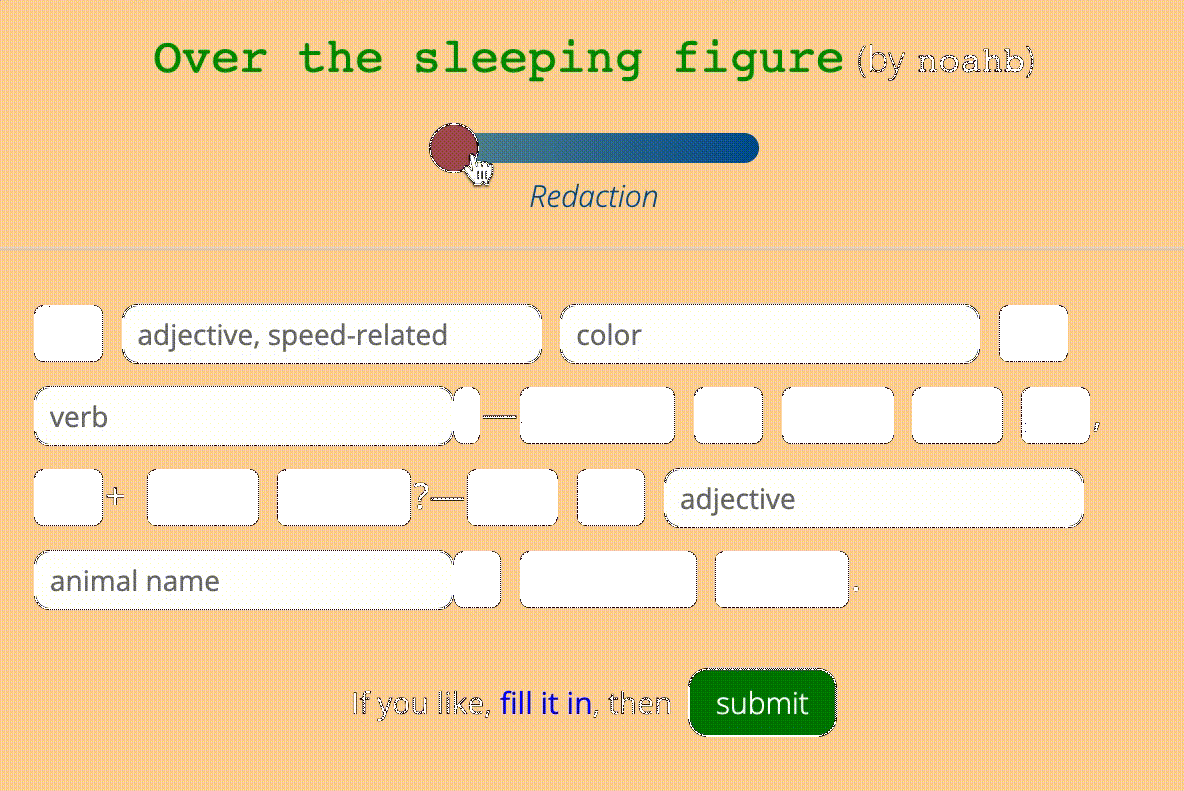 Over the sleeping figure (by noahb)
Redaction
adjective, speed-related color
verb — ,
+ ?— adjective
animal name .
If you like, fill it in, then submit